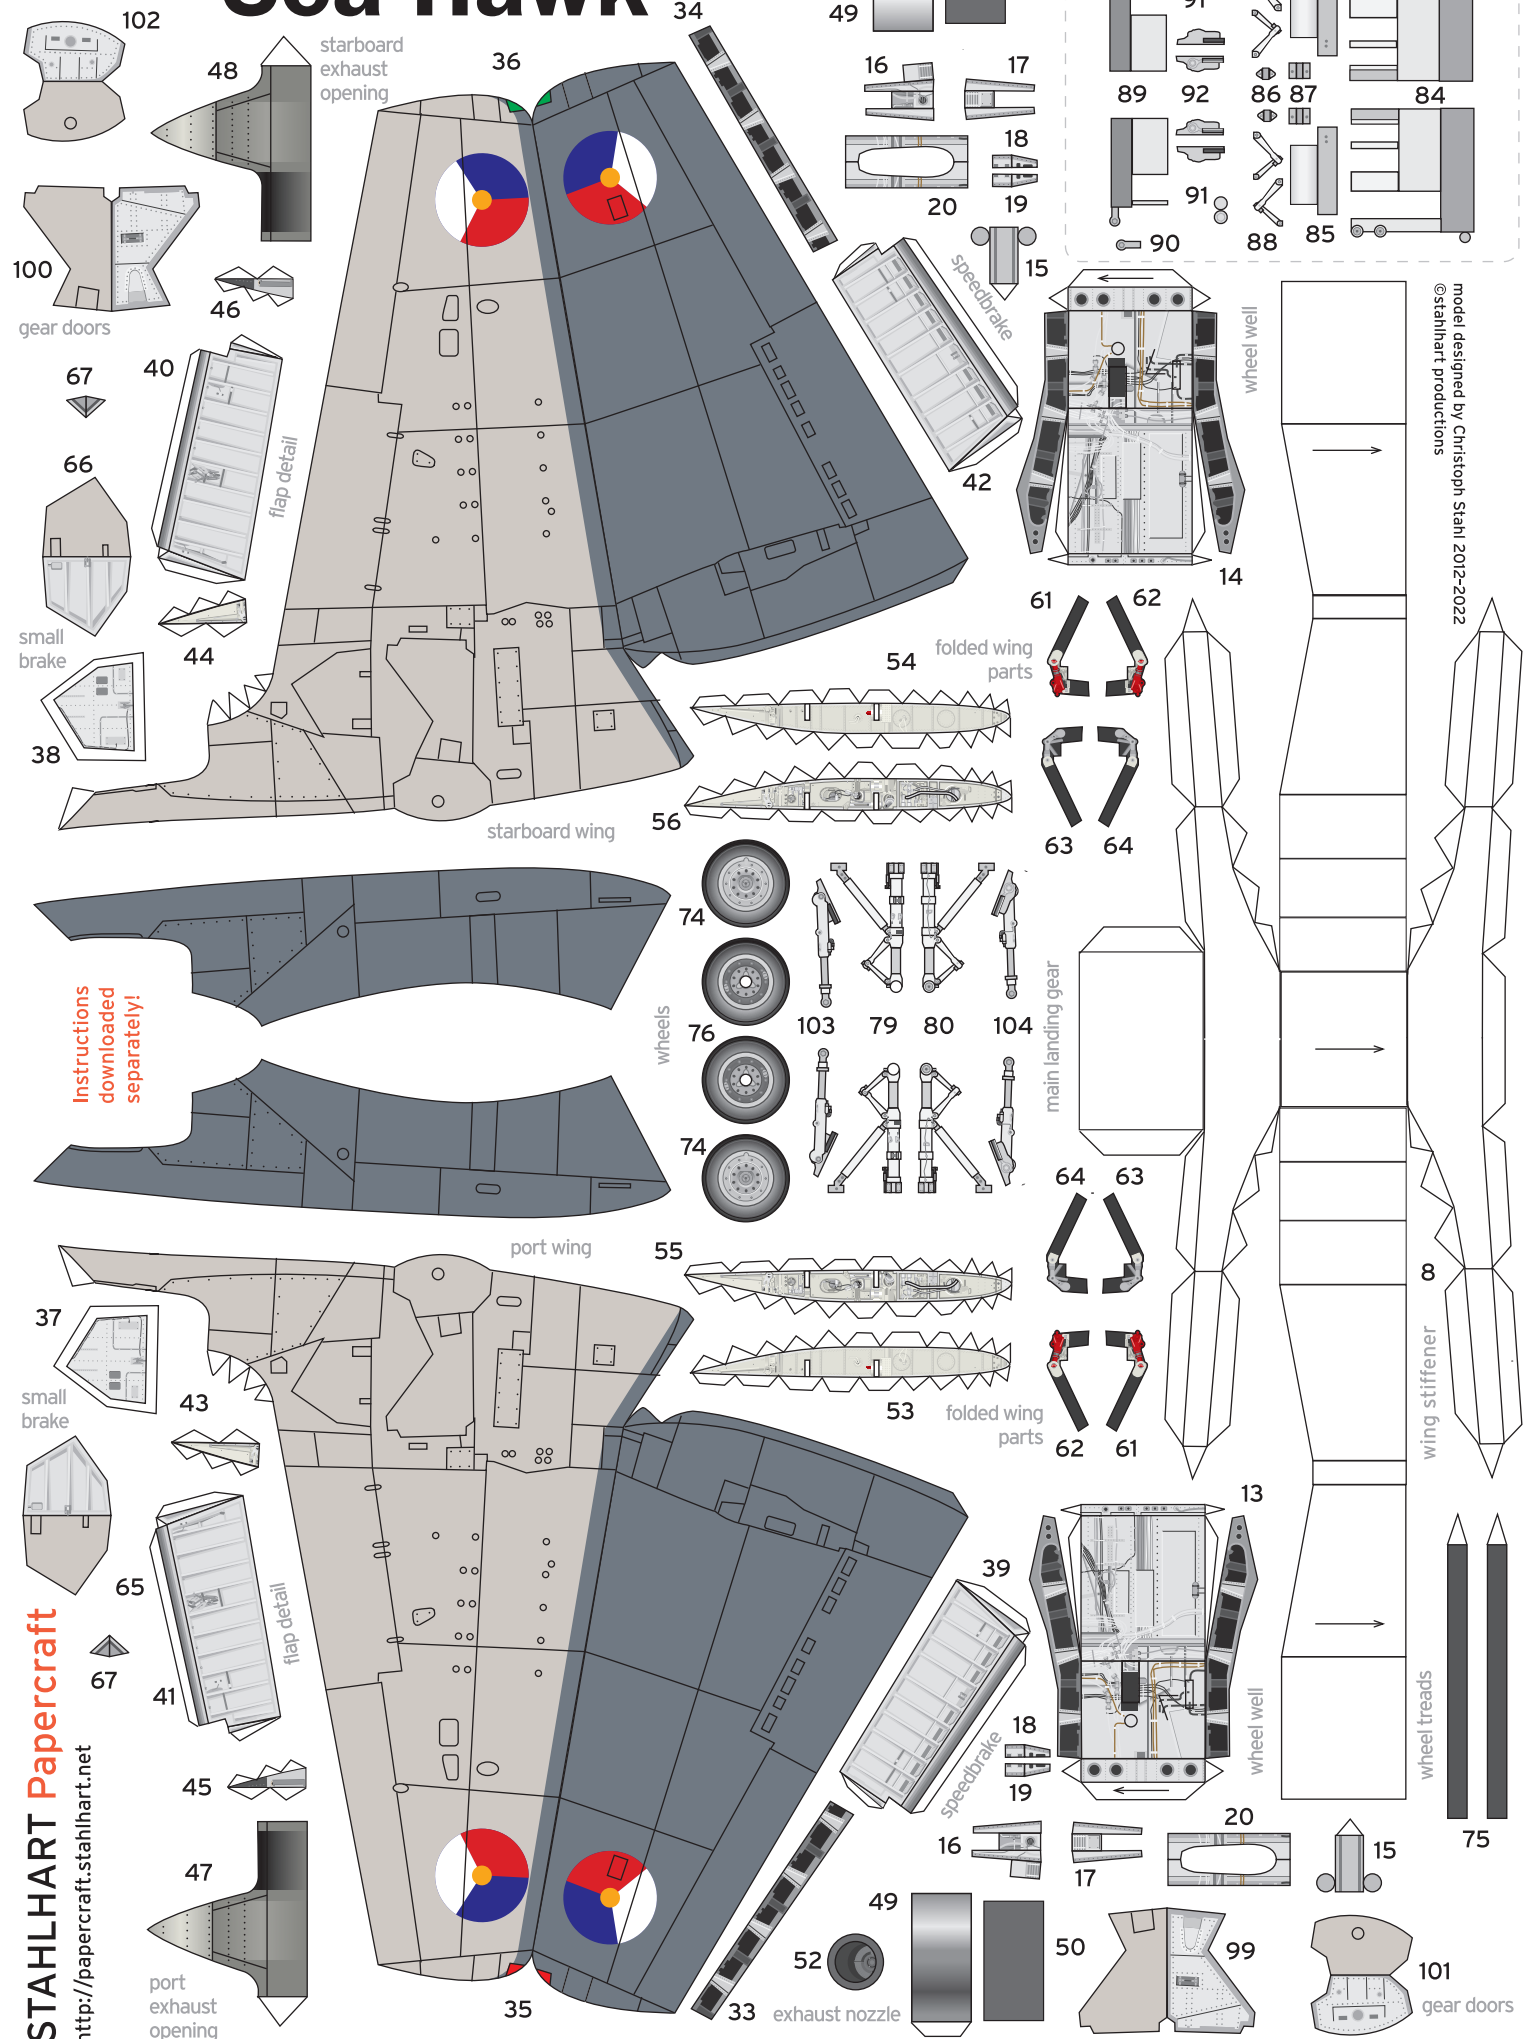 Sea Hawk
102
48
starboard
exhaust
opening
36
34
49
16
17
18
19
20
15
91
89
92
86
87
84
91
90
88
85
100
gear doors
46
40
67
66
flap detail
small
brake
44
38
speedbrake
42
wheel well
14
model designed by Christoph Stahl 2012-2022
©stahlhart productions
61
62
folded wing
parts
54
56
63
64
starboard wing
Instructions
downloaded
separately!
74
76
74
wheels
103
79
80
104
main landing gear
64
63
port wing
55
53
folded wing
parts
62
61
8
wing stiffener
37
small
brake
43
65
67
41
flap detail
45
47
port
exhaust
opening
35
33
39
speedbrake
13
wheel well
18
19
16
17
20
15
wheel treads
75
49
50
52
exhaust nozzle
99
101
gear doors
STAHLHART Papercraft
http://papercraft.stahlhart.net